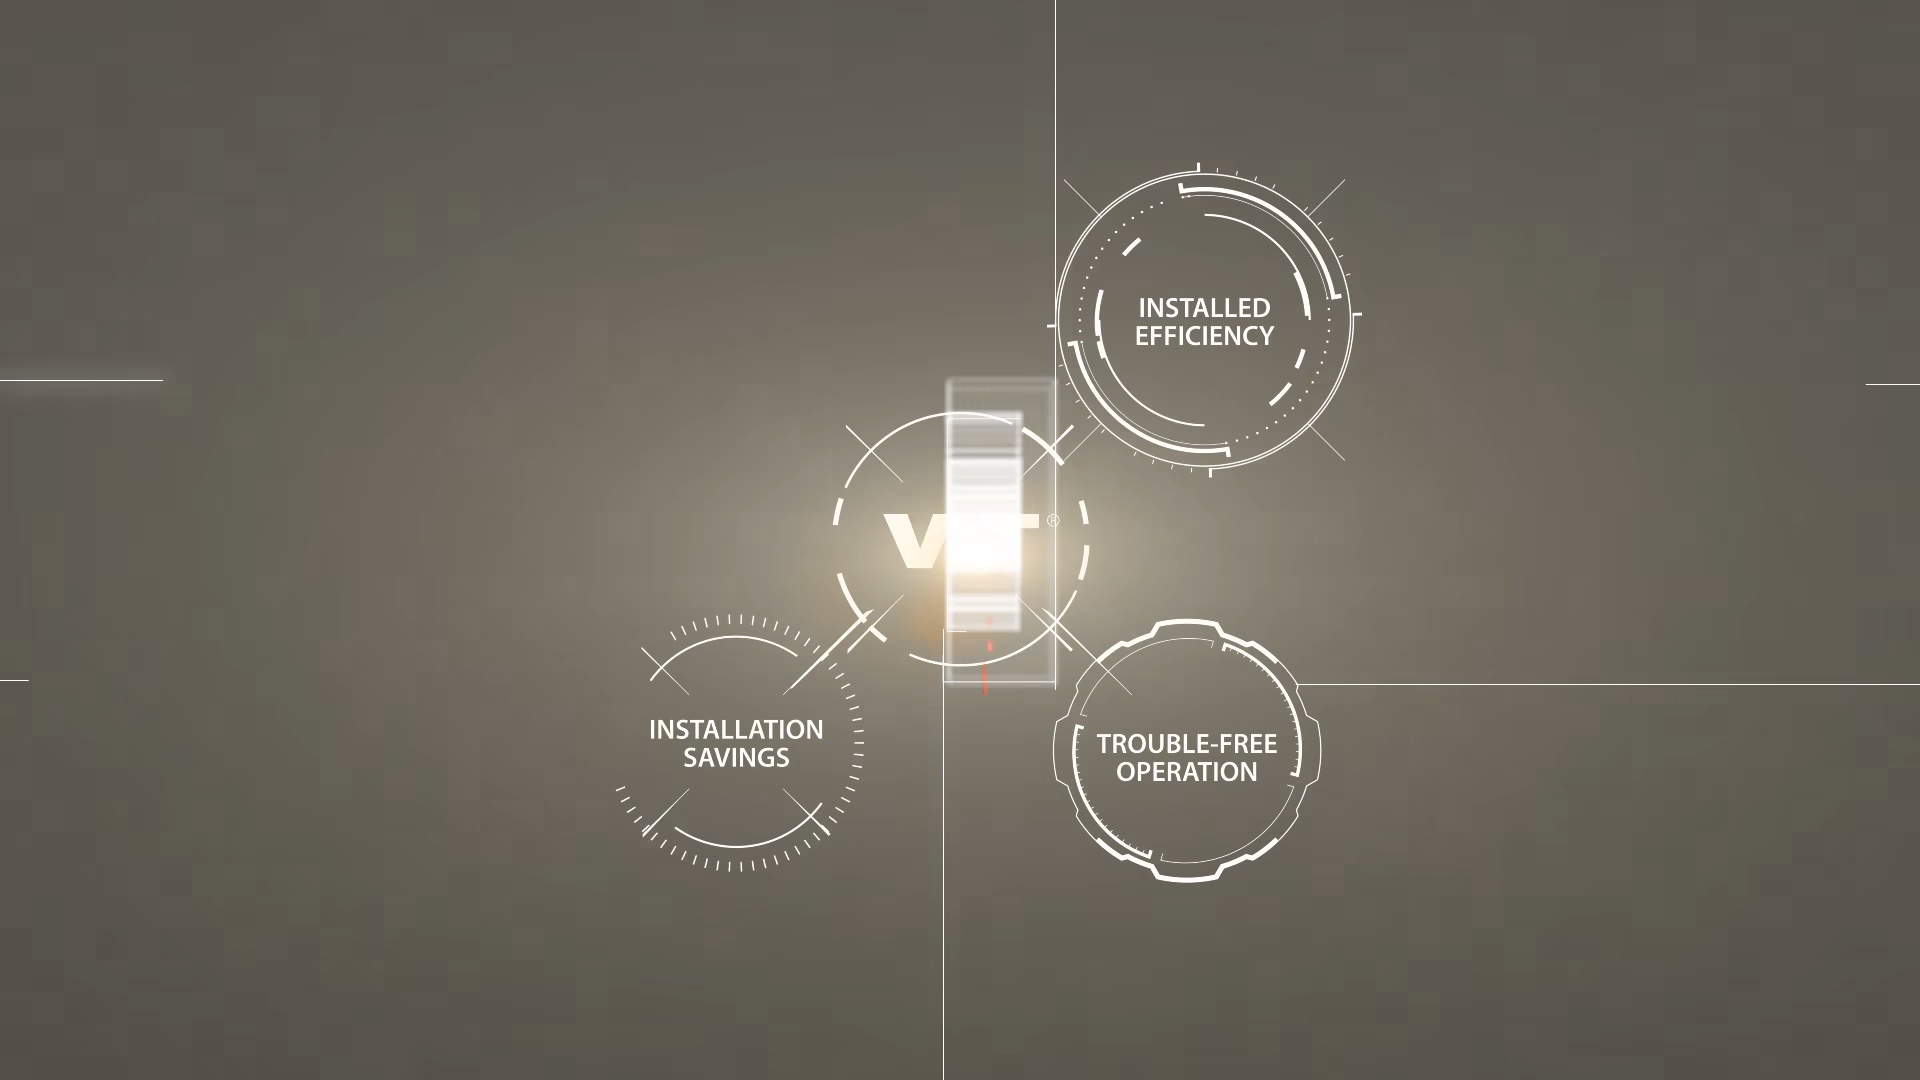 INSTALLED
EFFICIENCY
INSTALLATION
SAVINGS
TROUBLE-FREE
OPERATION